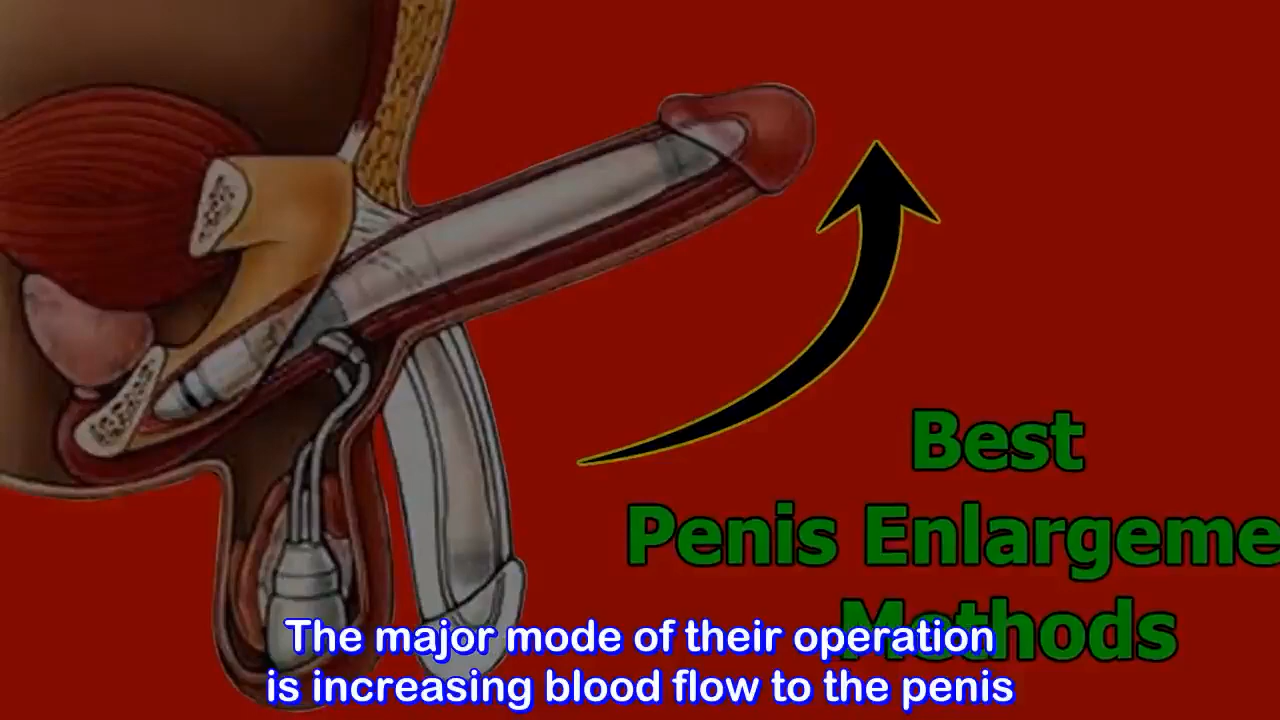 Best
Penis Enlargeme
Methods
The major mode of their operation
is increasing blood flow to the penis